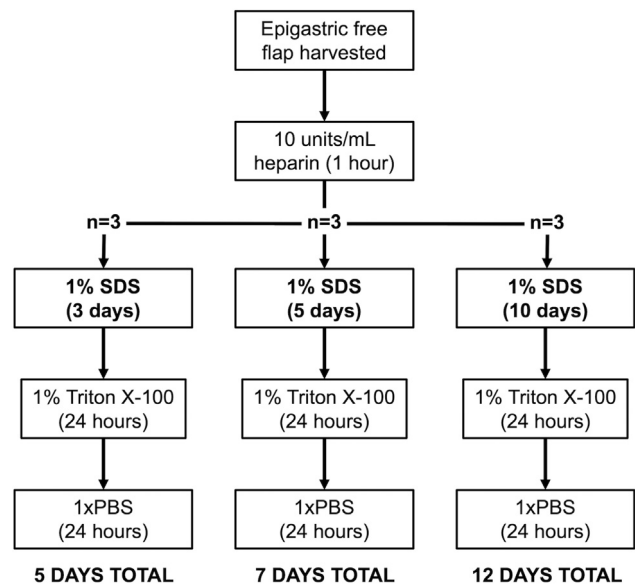 Epigastric free
flap harvested
10 units/mL
heparin (1 hour)
n=3
n=3
n=3
1% SDS
(3 days)
1% SDS
(5 days)
1% SDS
(10 days)
1% Triton X-100
(24 hours)
1% Triton X-100
(24 hours)
1% Triton X-100
(24 hours)
1xPBS
(24 hours)
1xPBS
(24 hours)
1xPBS
(24 hours)
5 DAYS TOTAL
7 DAYS TOTAL
12 DAYS TOTAL